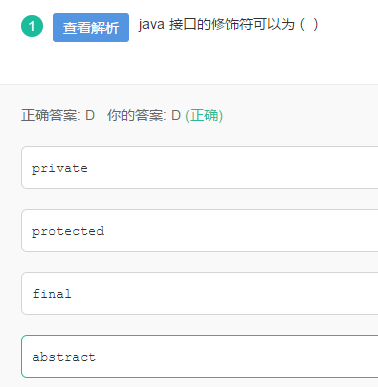 1 查看解析 java 接口的修饰符可以为（ ）
正确答案: D 你的答案: D (正确)
private
protected
final
abstract